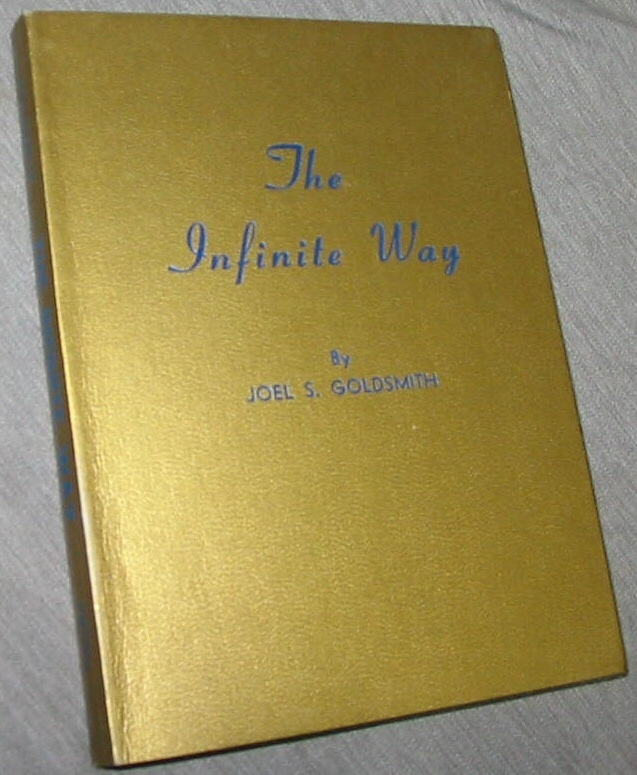 The
Infinite Way
By
JOEL S. GOLDSMITH